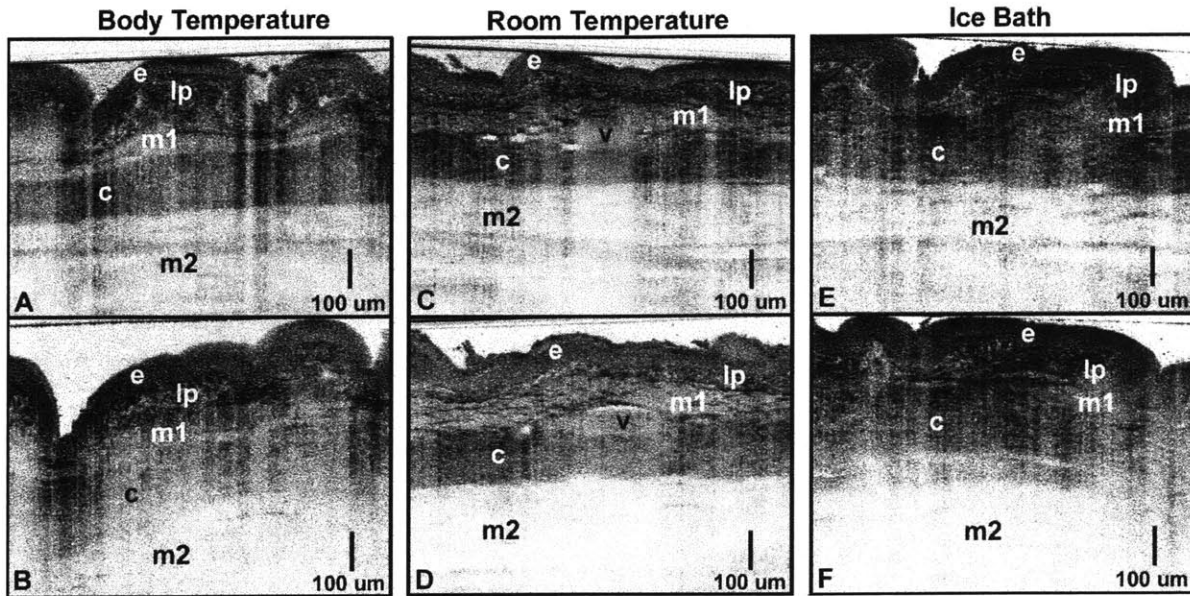 Body Temperature
Room Temperature
Ice Bath
e
lp
m1
c
m2
A
100 um
e
lp
m1
v
c
m2
C
100 um
e
lp
m1
c
m2
E
100 um
e
lp
m1
c
m2
B
100 um
e
lp
m1
v
c
m2
D
100 um
e
lp
m1
c
m2
F
100 um